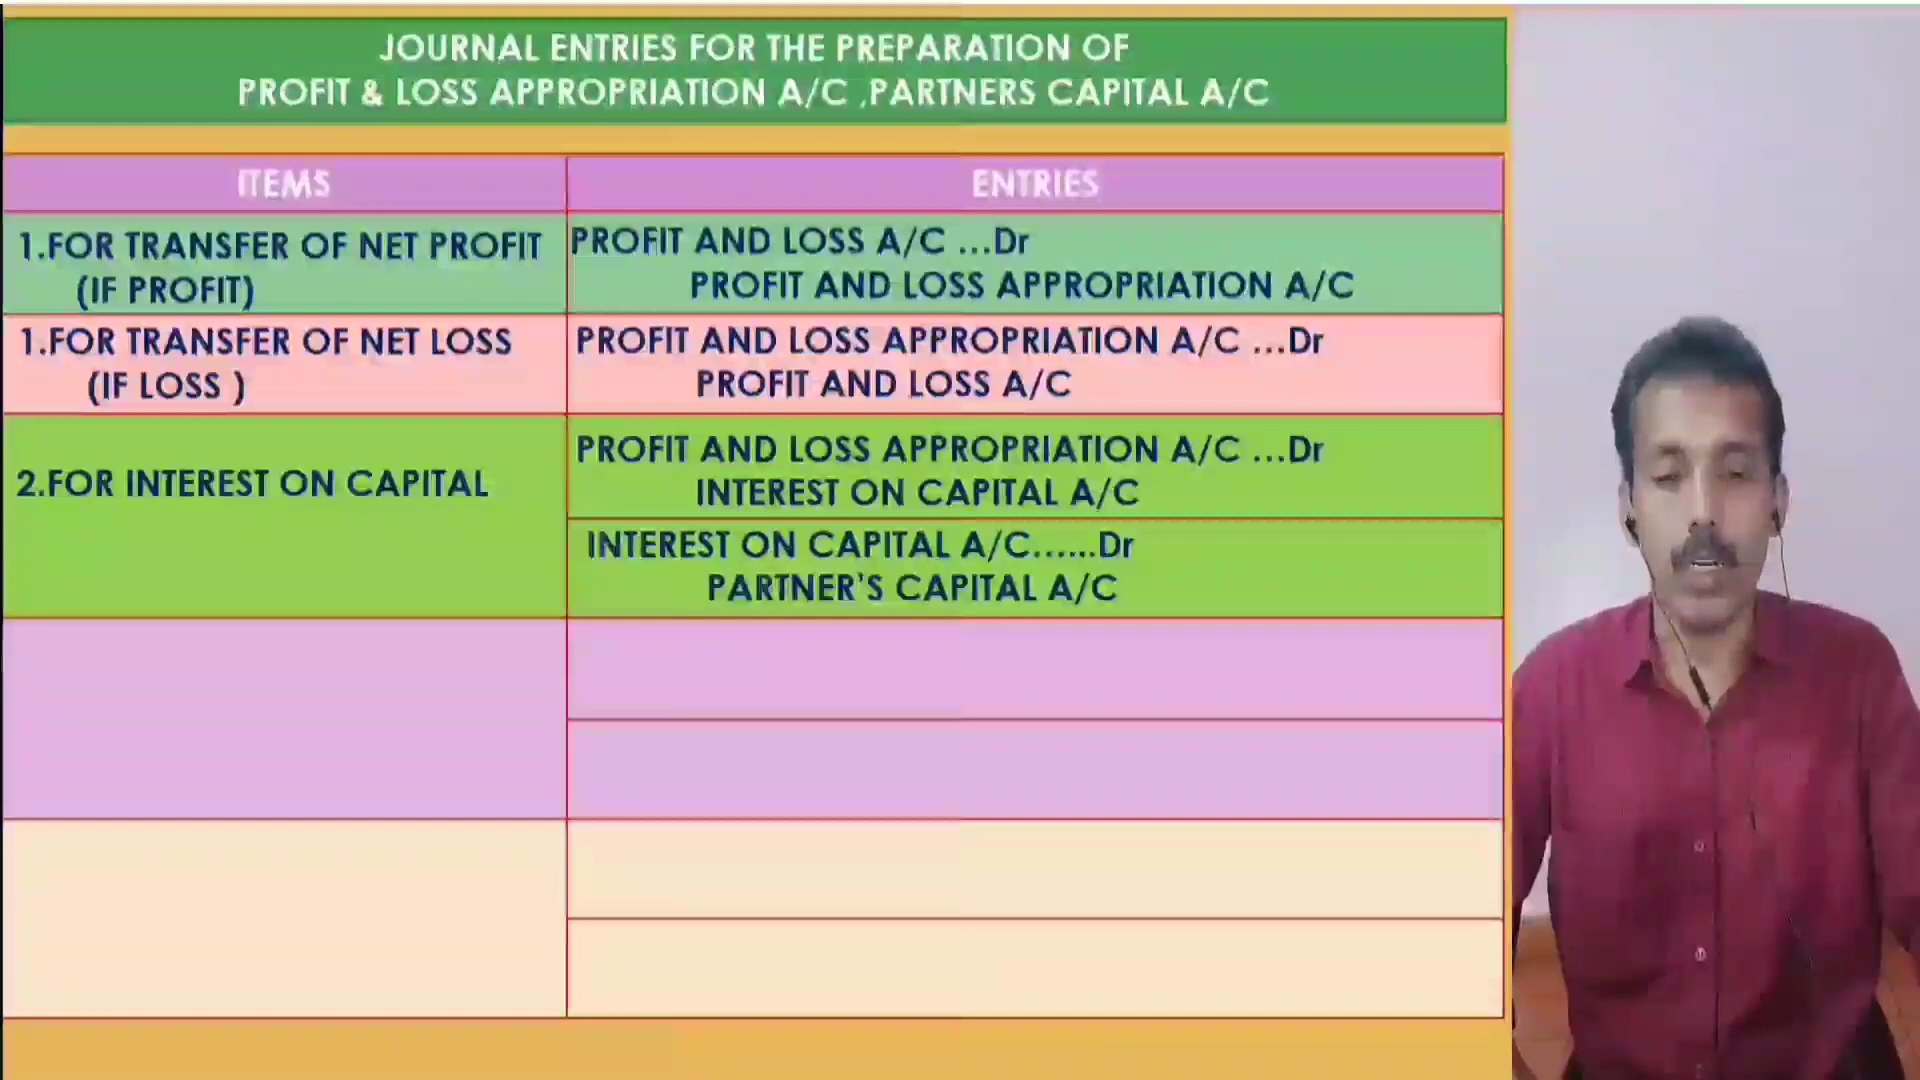 JOURNAL ENTRIES FOR THE PREPARATION OF
PROFIT & LOSS APPROPRIATION A/C ,PARTNERS CAPITAL A/C
ITEMS
ENTRIES
1.FOR TRANSFER OF NET PROFIT
(IF PROFIT)
PROFIT AND LOSS A/C ...Dr
PROFIT AND LOSS APPROPRIATION A/C
1.FOR TRANSFER OF NET LOSS
(IF LOSS )
PROFIT AND LOSS APPROPRIATION A/C ...Dr
PROFIT AND LOSS A/C
2.FOR INTEREST ON CAPITAL
PROFIT AND LOSS APPROPRIATION A/C ...Dr
INTEREST ON CAPITAL A/C
INTEREST ON CAPITAL A/C......Dr
PARTNER’S CAPITAL A/C